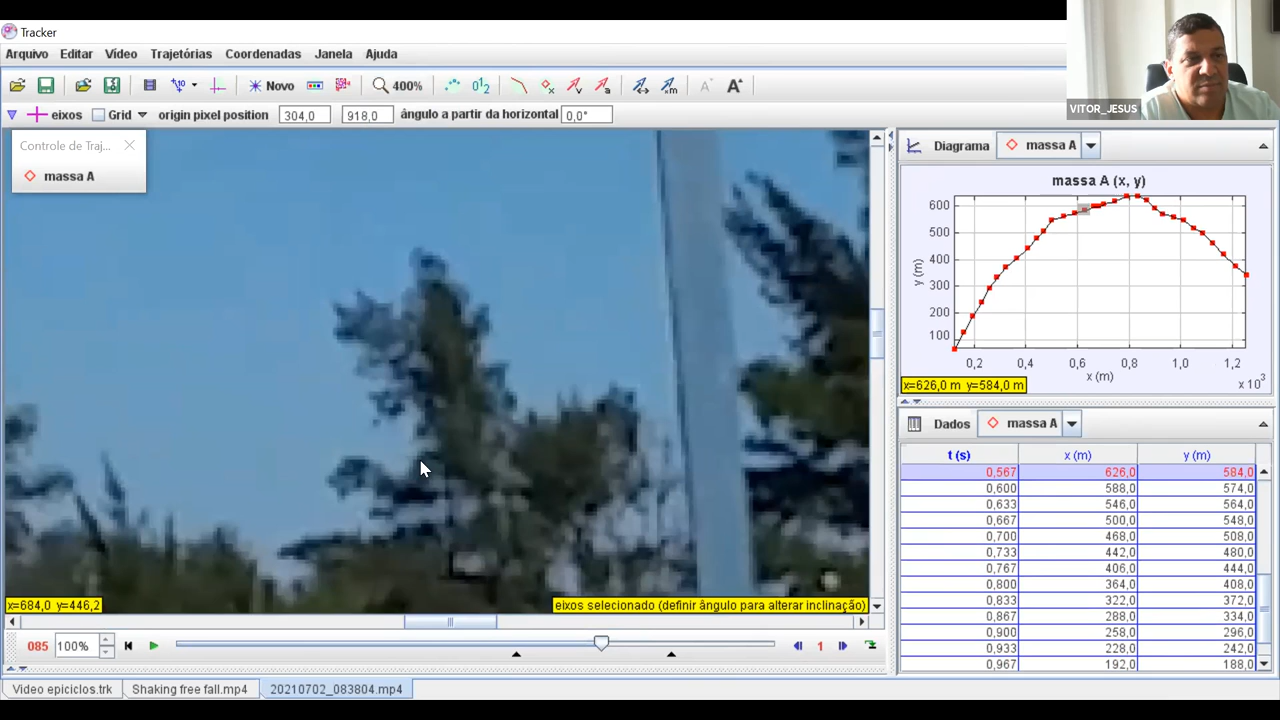 Tracker
Arquivo Editar Vídeo Trajetórias Coordenadas Janela Ajuda
Novo 400%
eixos Grid origin pixel position 304,0 918,0 ângulo a partir da horizontal 0,0°
Controle de Traj...
massa A
VITOR_JESUS
Diagrama massa A
massa A (x, y)
y (m)
600
500
400
300
200
100
0,2 0,4 0,6 0,8 1,0 1,2
x (m)
x 10 3
x=626,0 m y=584,0 m
Dados massa A
t (s) x (m) y (m)
0,567 626,0 584,0
0,600 588,0 574,0
0,633 546,0 564,0
0,667 500,0 548,0
0,700 468,0 508,0
0,733 442,0 480,0
0,767 406,0 444,0
0,800 364,0 408,0
0,833 322,0 372,0
0,867 288,0 334,0
0,900 258,0 296,0
0,933 228,0 242,0
0,967 192,0 188,0
x=684,0 y=446,2
eixos selecionado (definir ângulo para alterar inclinação)
085 100% 1
Video epiciclos.trk Shaking free fall.mp4 20210702_083804.mp4